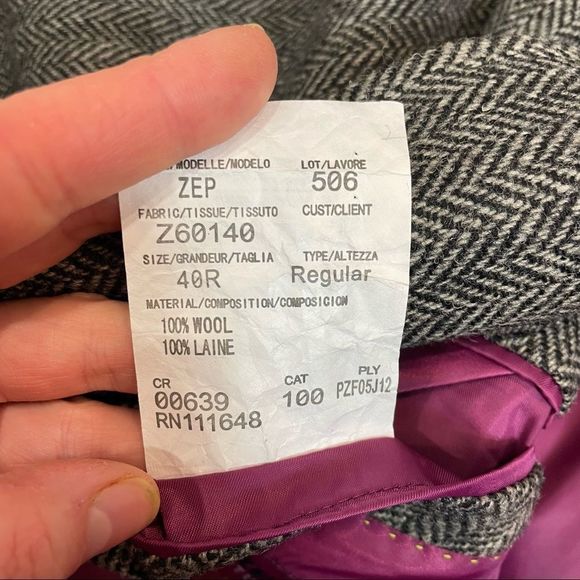 /MODELLE/MODELO LOT/LAVORE
ZEP 506
FABRIC/TISSUE/TISSUTO CUST/CLIENT
Z60140
SIZE/GRANDEUR/TAGLIA TYPE/ALTEZZA
40R Regular
MATERIAL/COMPOSITION/COMPOSICION
100% WOOL
100% LAINE
CR CAT PLY
00639 100 PZF05J12
RN111648